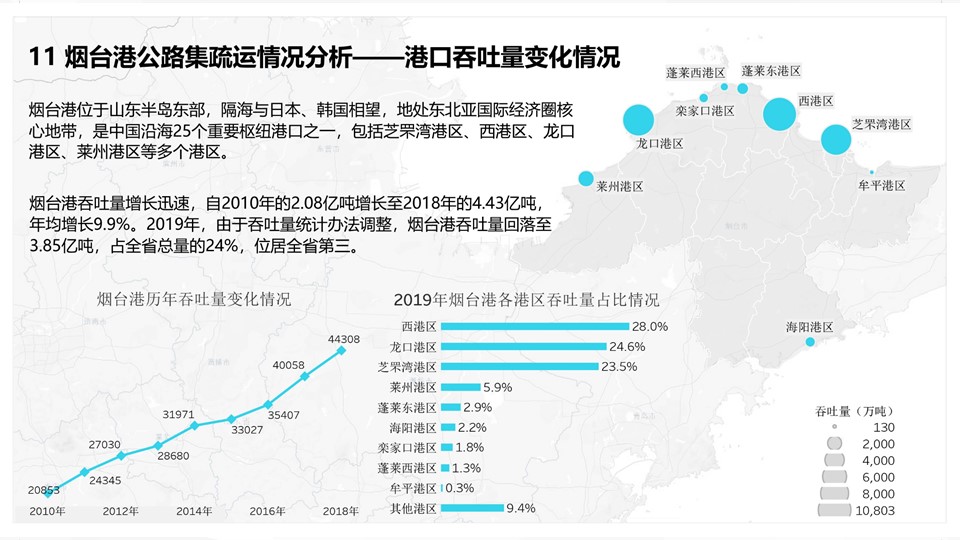 11 烟台港公路集疏运情况分析——港口吞吐量变化情况
烟台港位于山东半岛东部，隔海与日本、韩国相望，地处东北亚国际经济圈核
心地带，是中国沿海25个重要枢纽港口之一，包括芝罘湾港区、西港区、龙口
港区、莱州港区等多个港区。
烟台港吞吐量增长迅速，自2010年的2.08亿吨增长至2018年的4.43亿吨，
年均增长9.9%。2019年，由于吞吐量统计办法调整，烟台港吞吐量回落至
3.85亿吨，占全省总量的24%，位居全省第三。
蓬莱西港区
蓬莱东港区
栾家口港区
西港区
龙口港区
芝罘湾港区
莱州港区
牟平港区
海阳港区
吞吐量（万吨）
130
2,000
4,000
6,000
8,000
10,803
烟台港历年吞吐量变化情况
44308
40058
35407
33027
31971
28680
27030
24345
20853
2010年 2012年 2014年 2016年 2018年
2019年烟台港各港区吞吐量占比情况
西港区 28.0%
龙口港区 24.6%
芝罘湾港区 23.5%
莱州港区 5.9%
蓬莱东港区 2.9%
海阳港区 2.2%
栾家口港区 1.8%
蓬莱西港区 1.3%
牟平港区 0.3%
其他港区 9.4%